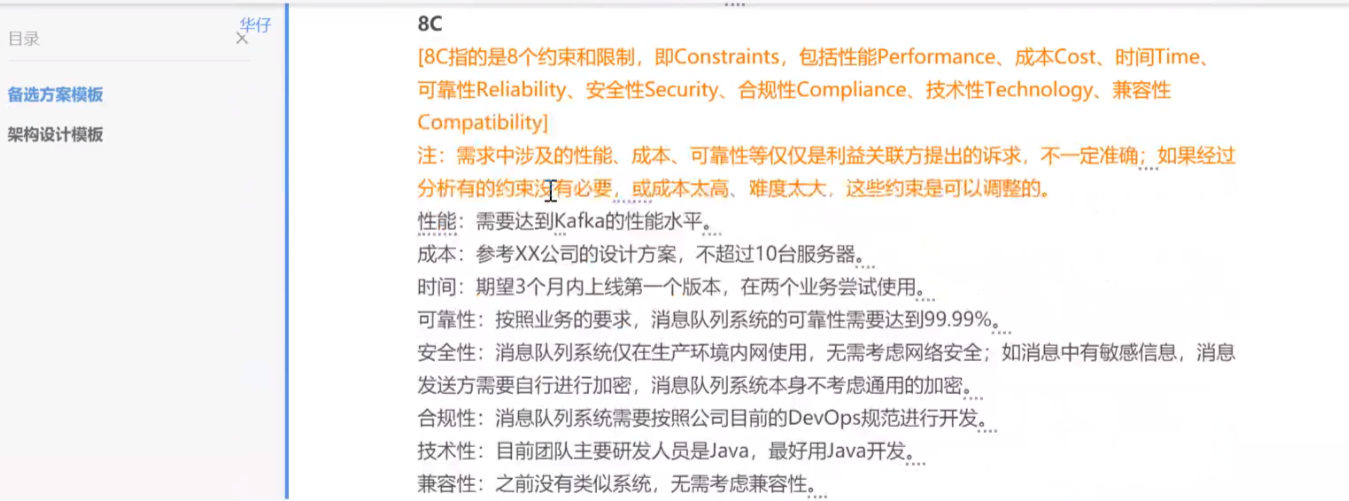 目录
华仔
备选方案模板
架构设计模板
8C
[8C指的是8个约束和限制，即Constraints，包括性能Performance、成本Cost、时间Time、
可靠性Reliability、安全性Security、合规性Compliance、技术性Technology、兼容性
Compatibility]
注：需求中涉及的性能、成本、可靠性等仅仅是利益关联方提出的诉求，不一定准确；如果经过
分析有的约束没有必要，或成本太高、难度太大，这些约束是可以调整的。
性能：需要达到Kafka的性能水平。
成本：参考XX公司的设计方案，不超过10台服务器。
时间：期望3个月内上线第一个版本，在两个业务尝试使用。
可靠性：按照业务的要求，消息队列系统的可靠性需要达到99.99%。
安全性：消息队列系统仅在生产环境内网使用，无需考虑网络安全；如消息中有敏感信息，消息
发送方需要自行进行加密，消息队列系统本身不考虑通用的加密。
合规性：消息队列系统需要按照公司目前的DevOps规范进行开发。
技术性：目前团队主要研发人员是Java，最好用Java开发。
兼容性：之前没有类似系统，无需考虑兼容性。